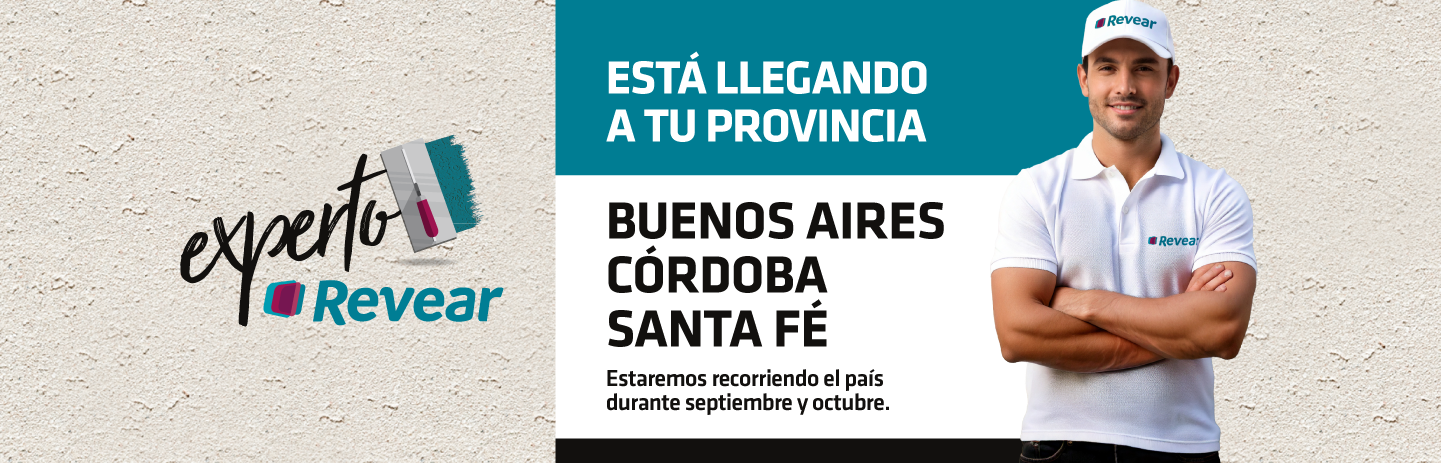 experto
Revear
ESTÁ LLEGANDO
A TU PROVINCIA
BUENOS AIRES
CÓRDOBA
SANTA FÉ
Estaremos recorriendo el país
durante septiembre y octubre.
Revear
Revear